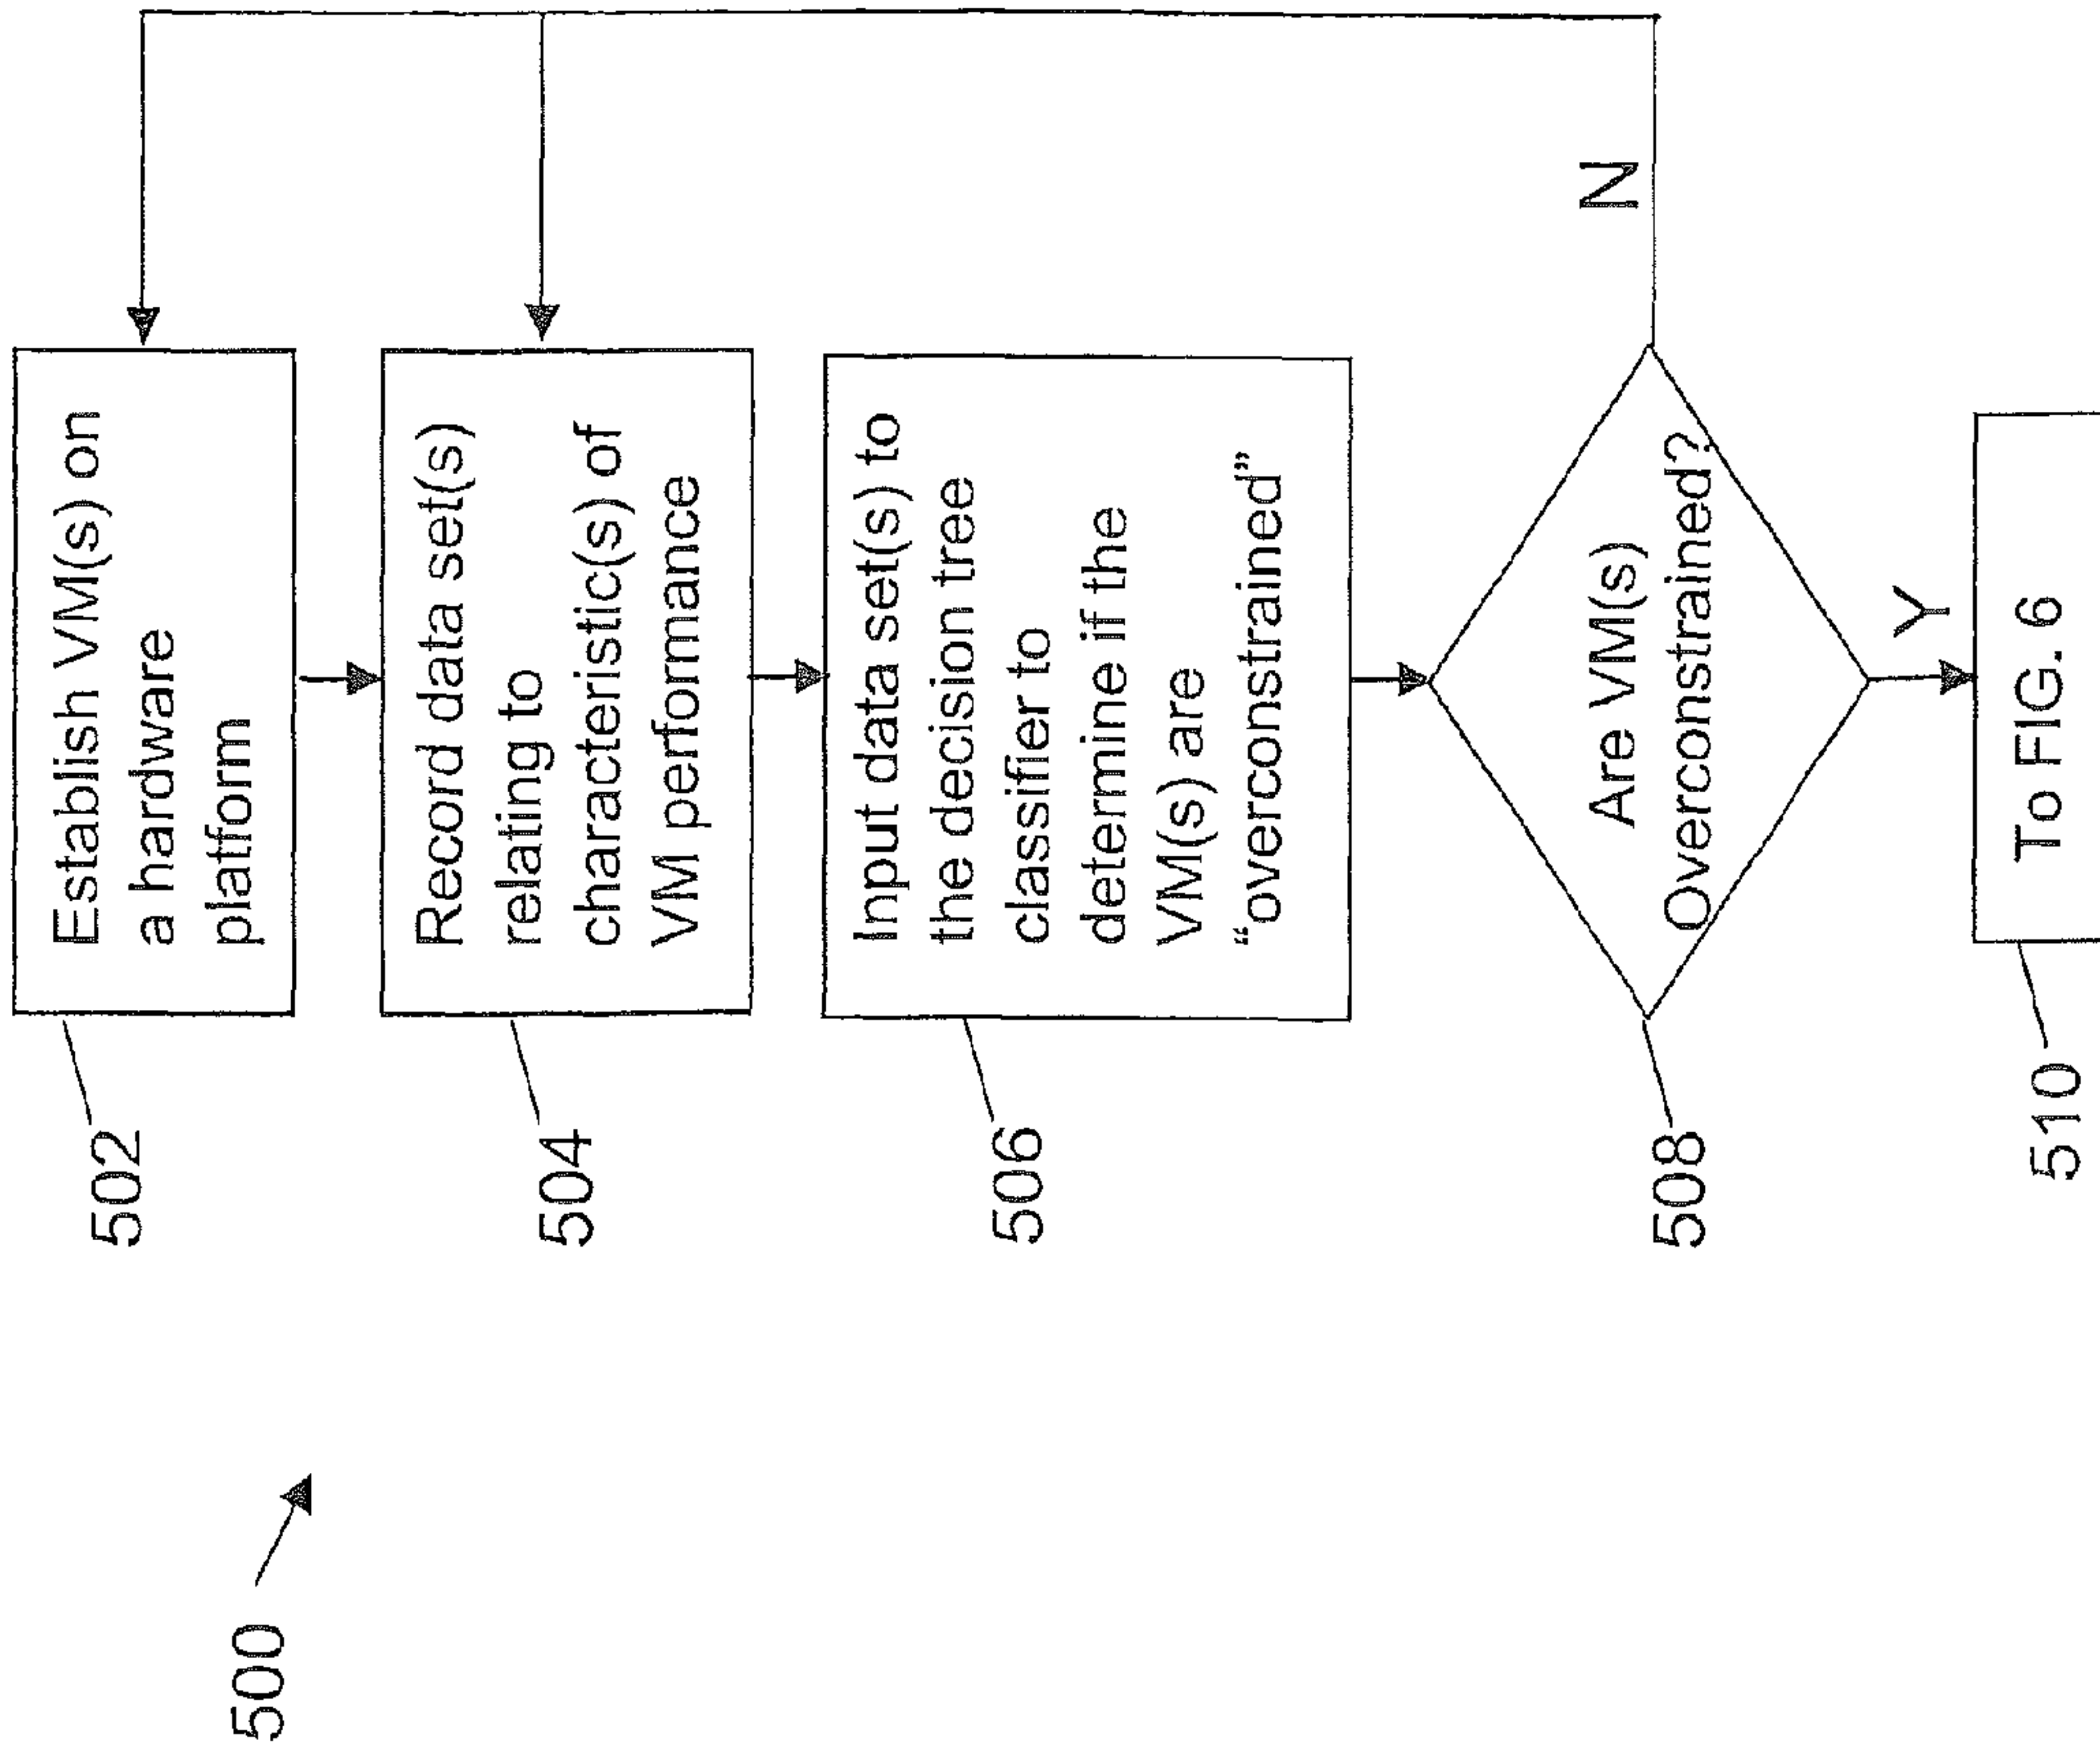 500
502
Establish VM(s) on
a hardware
platform
504
Record data set(s)
relating to
characteristic(s) of
VM performance
506
Input data set(s) to
the decision tree
classifier to
determine if the
VM(s) are
“overconstrained”
508
Are VM(s)
Overconstrained?
N
Y
510
To FIG. 6